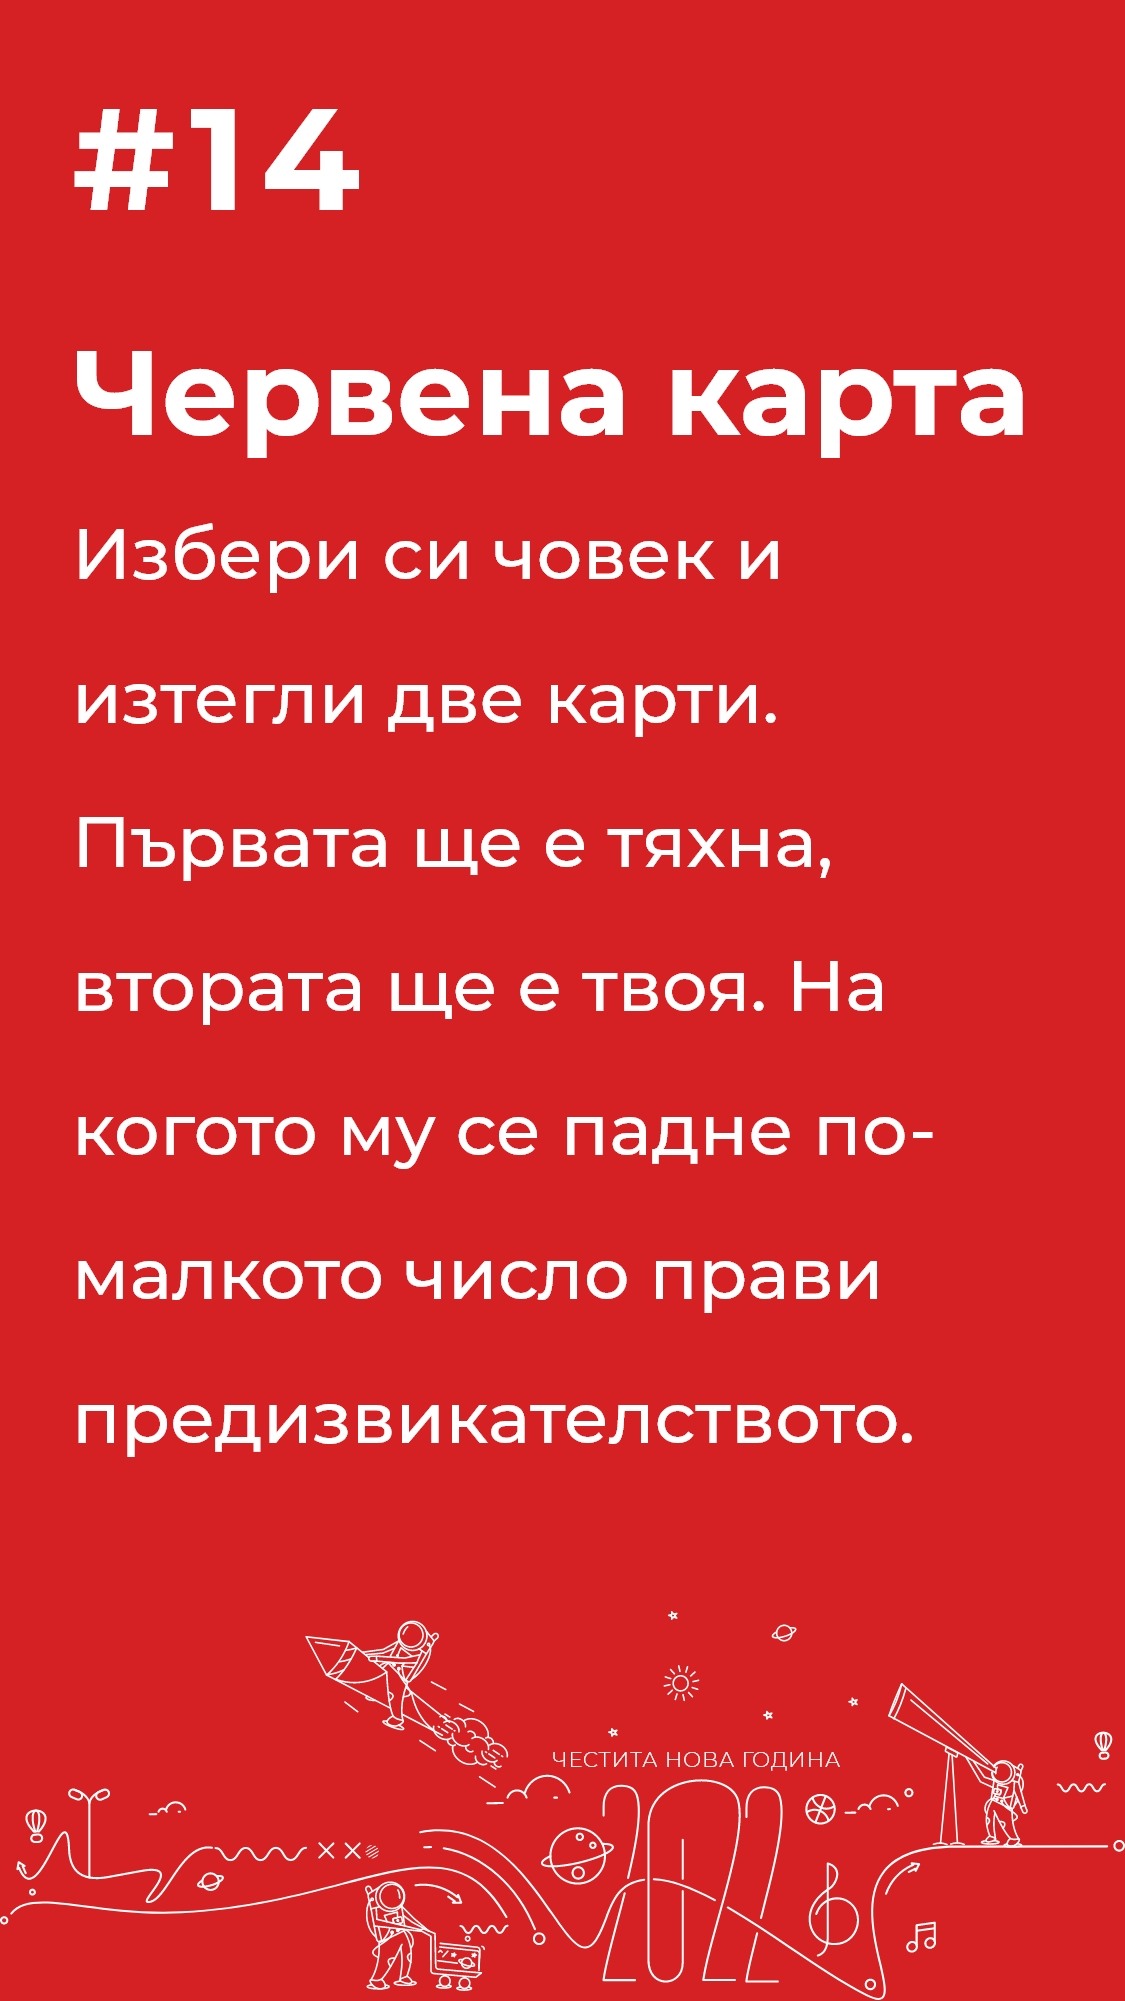 #14
Червена карта
Избери си човек и
изтегли две карти.
Първата ще е тяхна,
втората ще е твоя. На
когото му се падне по-
малкото число прави
предизвикателството.
ЧЕСТИТА НОВА ГОДИНА
2022